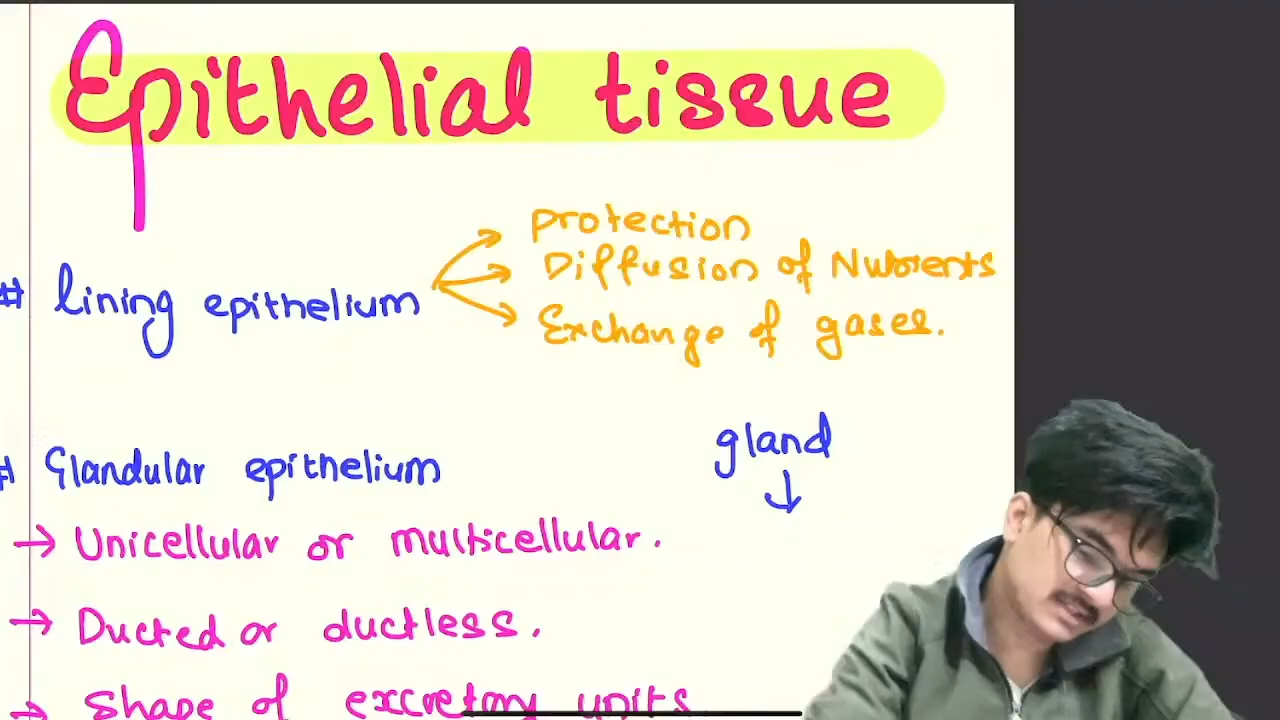 Epithelial tissue
# lining epithelium
Protection
Diffusion of Nutrients
Exchange of gases.
# Glandular epithelium
gland
↓
→ Unicellular or multicellular.
→ Ducted or ductless.
→ Shape of excretory units